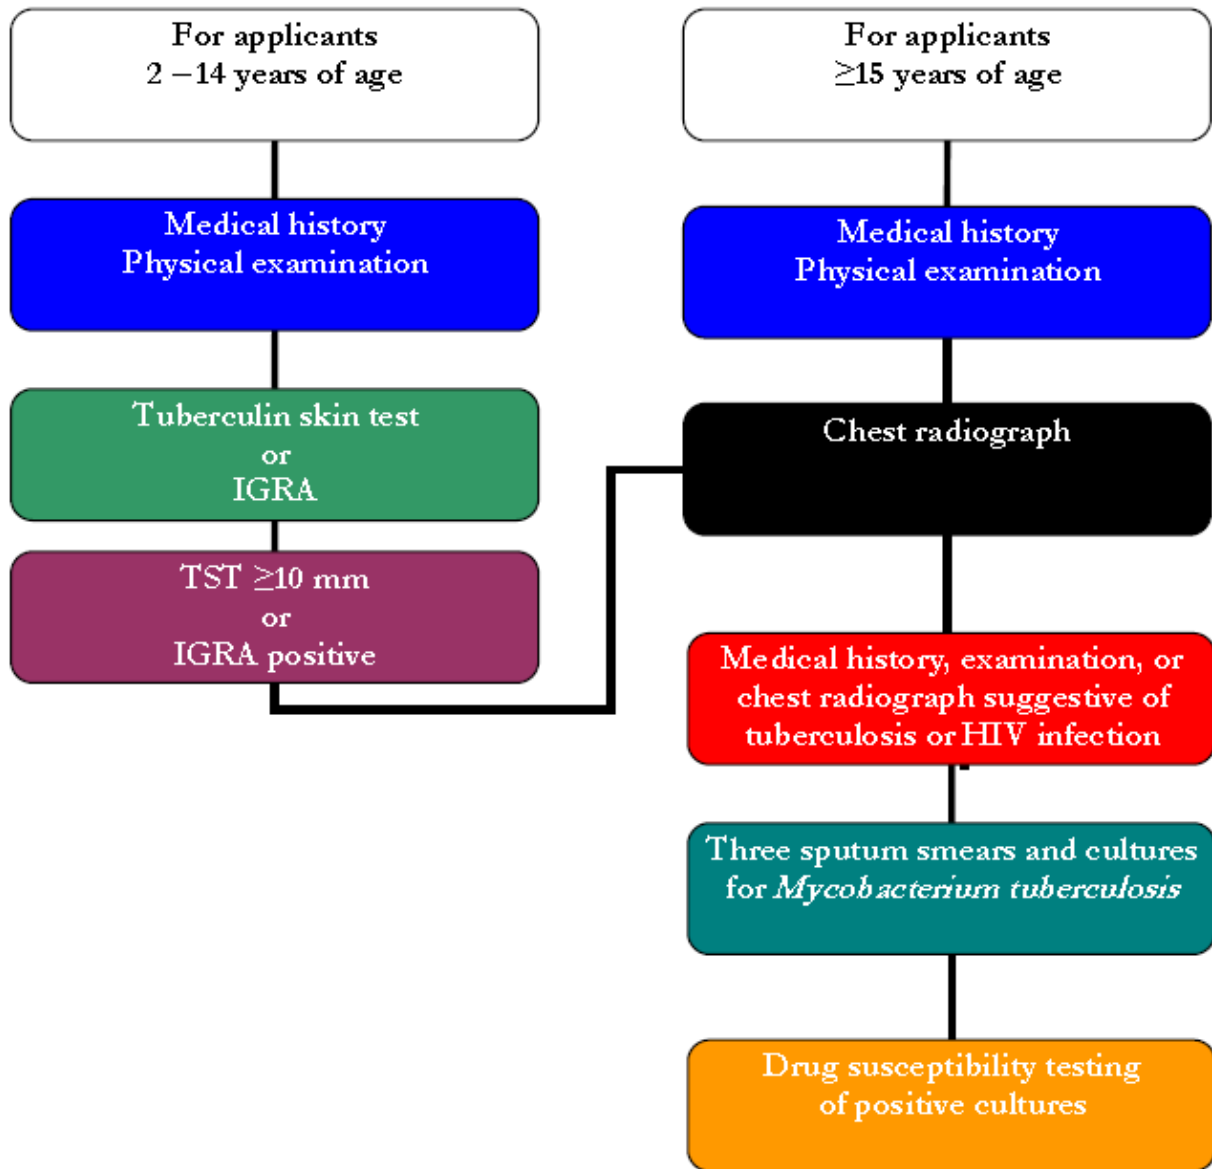 For applicants
2 –14 years of age
Medical history
Physical examination
Tuberculin skin test
or
IGRA
TST ≥10 mm
or
IGRA positive
For applicants
≥15 years of age
Medical history
Physical examination
Chest radiograph
Medical history, examination, or
chest radiograph suggestive of
tuberculosis or HIV infection
Three sputum smears and cultures
for Mycobacterium tuberculosis
Drug susceptibility testing
of positive cultures